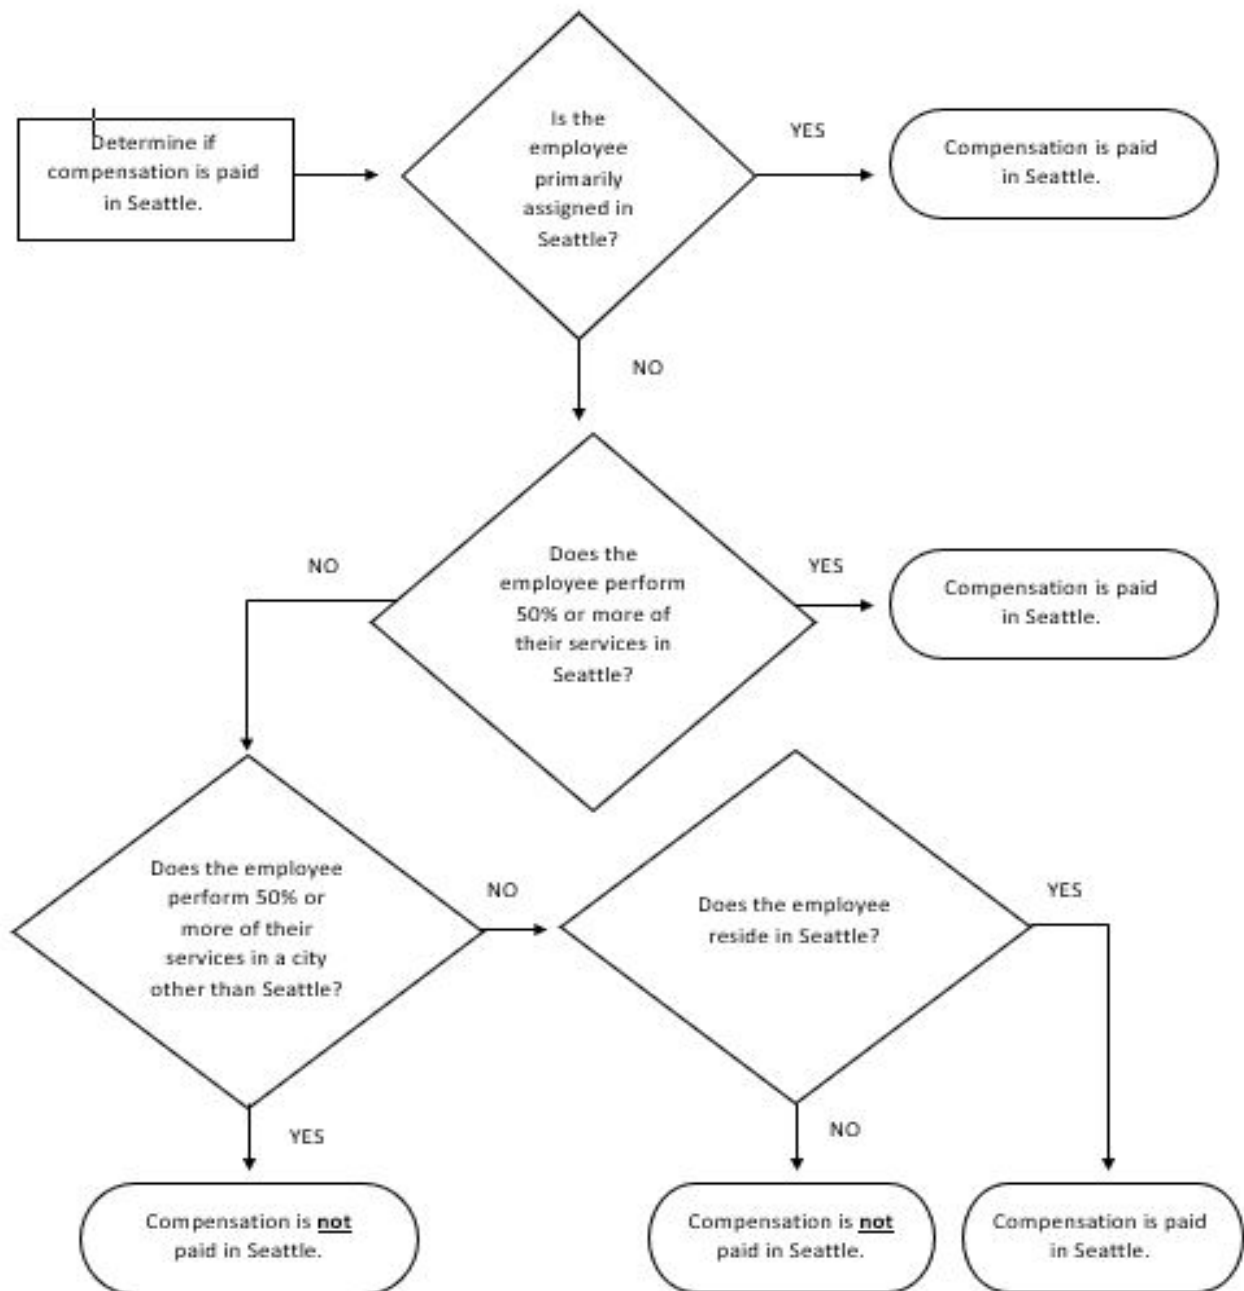 Determine if
compensation is paid
in Seattle.
Is the
employee
primarily
assigned in
Seattle?
YES
Compensation is paid
in Seattle.
NO
Does the
employee perform
50% or more of
their services in
Seattle?
YES
Compensation is paid
in Seattle.
NO
Does the employee
perform 50% or
more of their
services in a city
other than Seattle?
NO
Does the employee
reside in Seattle?
YES
YES
NO
Compensation is not
paid in Seattle.
Compensation is not
paid in Seattle.
Compensation is paid
in Seattle.